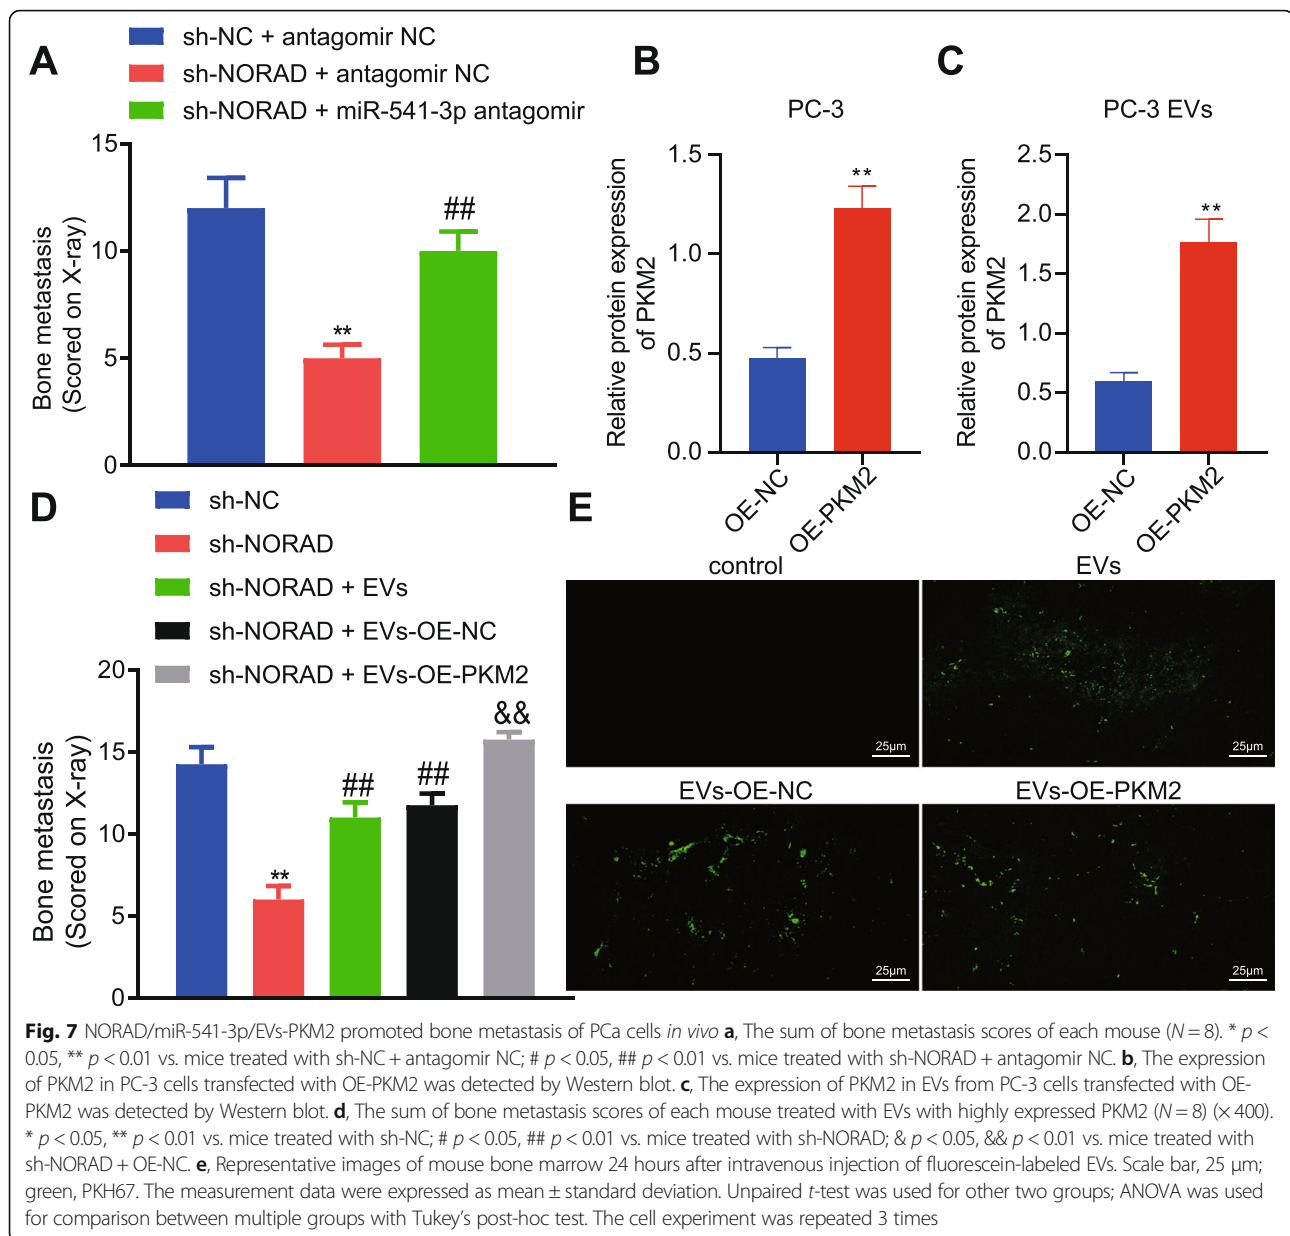 A
sh-NC + antagomir NC
sh-NORAD + antagomir NC
sh-NORAD + miR-541-3p antagomir
Bone metastasis
(Scored on X-ray)
15
10
5
0
**
##
B
PC-3
Relative protein expression
of PKM2
1.5
1.0
0.5
0.0
**
OE-NC
OE-PKM2
C
PC-3 EVs
Relative protein expression
of PKM2
2.5
2.0
1.5
1.0
0.5
0.0
**
OE-NC
OE-PKM2
D
sh-NC
sh-NORAD
sh-NORAD + EVs
sh-NORAD + EVs-OE-NC
sh-NORAD + EVs-OE-PKM2
Bone metastasis
(Scored on X-ray)
20
15
10
5
0
**
##
##
&&
E
control
EVs
25μm
25μm
EVs-OE-NC
EVs-OE-PKM2
25μm
25μm
Fig. 7 NORAD/miR-541-3p/EVs-PKM2 promoted bone metastasis of PCa cells in vivo a, The sum of bone metastasis scores of each mouse (N = 8). * p <
0.05, ** p < 0.01 vs. mice treated with sh-NC + antagomir NC; # p < 0.05, ## p < 0.01 vs. mice treated with sh-NORAD + antagomir NC. b, The expression
of PKM2 in PC-3 cells transfected with OE-PKM2 was detected by Western blot. c, The expression of PKM2 in EVs from PC-3 cells transfected with OE-
PKM2 was detected by Western blot. d, The sum of bone metastasis scores of each mouse treated with EVs with highly expressed PKM2 (N = 8) (× 400).
* p < 0.05, ** p < 0.01 vs. mice treated with sh-NC; # p < 0.05, ## p < 0.01 vs. mice treated with sh-NORAD; & p < 0.05, && p < 0.01 vs. mice treated with
sh-NORAD + OE-NC. e, Representative images of mouse bone marrow 24 hours after intravenous injection of fluorescein-labeled EVs. Scale bar, 25 μm;
green, PKH67. The measurement data were expressed as mean ± standard deviation. Unpaired t-test was used for other two groups; ANOVA was used
for comparison between multiple groups with Tukey's post-hoc test. The cell experiment was repeated 3 times